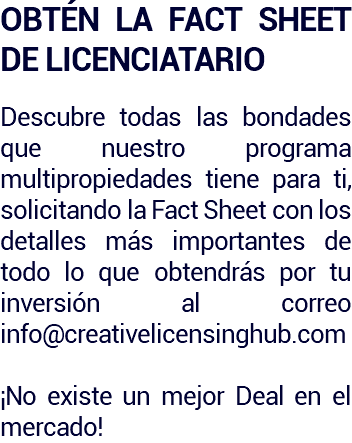 OBTÉN LA FACT SHEET
DE LICENCIATARIO
Descubre todas las bondades
que nuestro programa
multipropiedades tiene para ti,
solicitando la Fact Sheet con los
detalles más importantes de
todo lo que obtendrás por tu
inversión al correo
info@creativelicensinghub.com
¡No existe un mejor Deal en el
mercado!